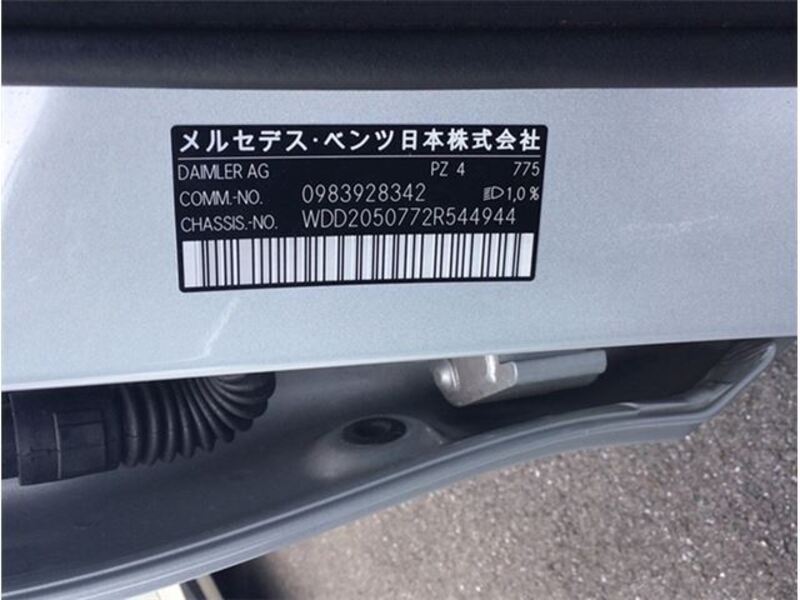 メルセデス・ベンツ日本株式会社
DAIMLER AG PZ 4 775
COMM.-NO. 0983928342 1,0 %
CHASSIS.-NO. WDD2050772R544944